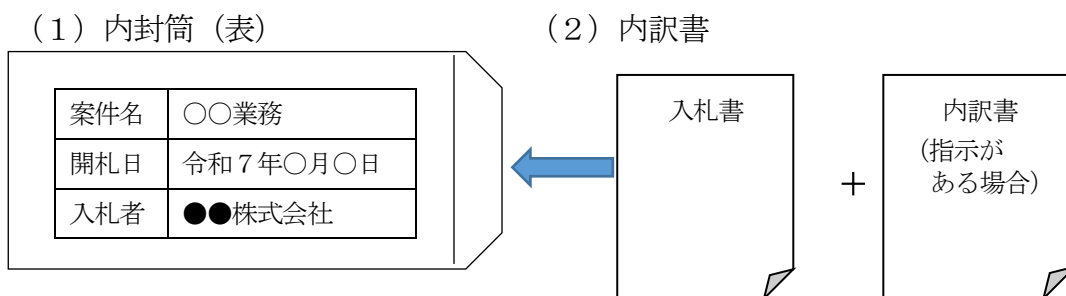 （１）内封筒（表）
（２）内訳書
案件名 ○○業務
開札日 令和７年○月○日
入札者 ●●株式会社
入札書
＋
内訳書
（指示が
ある場合）